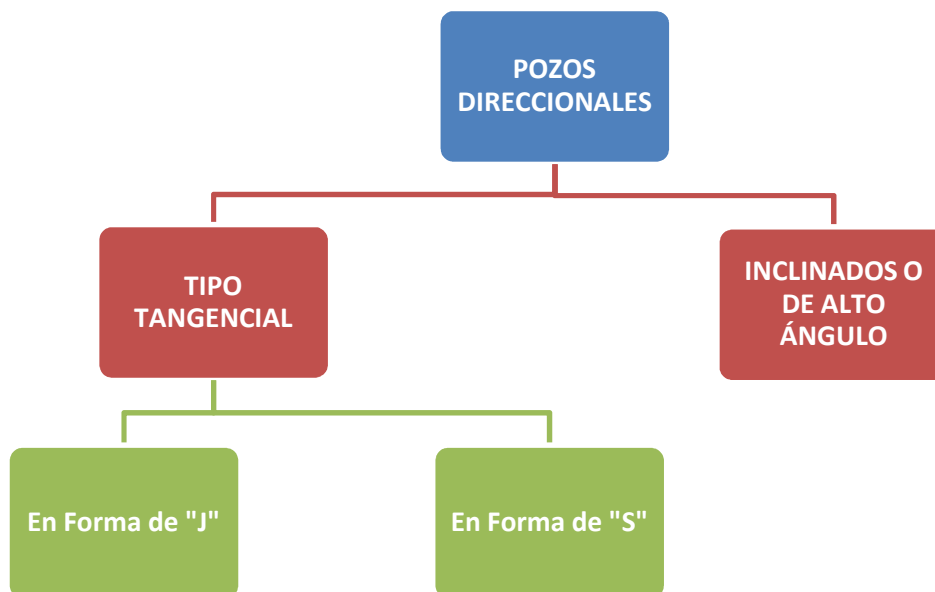 POZOS
DIRECCIONALES
TIPO
TANGENCIAL
INCLINADOS O
DE ALTO
ÁNGULO
En Forma de "J"
En Forma de "S"